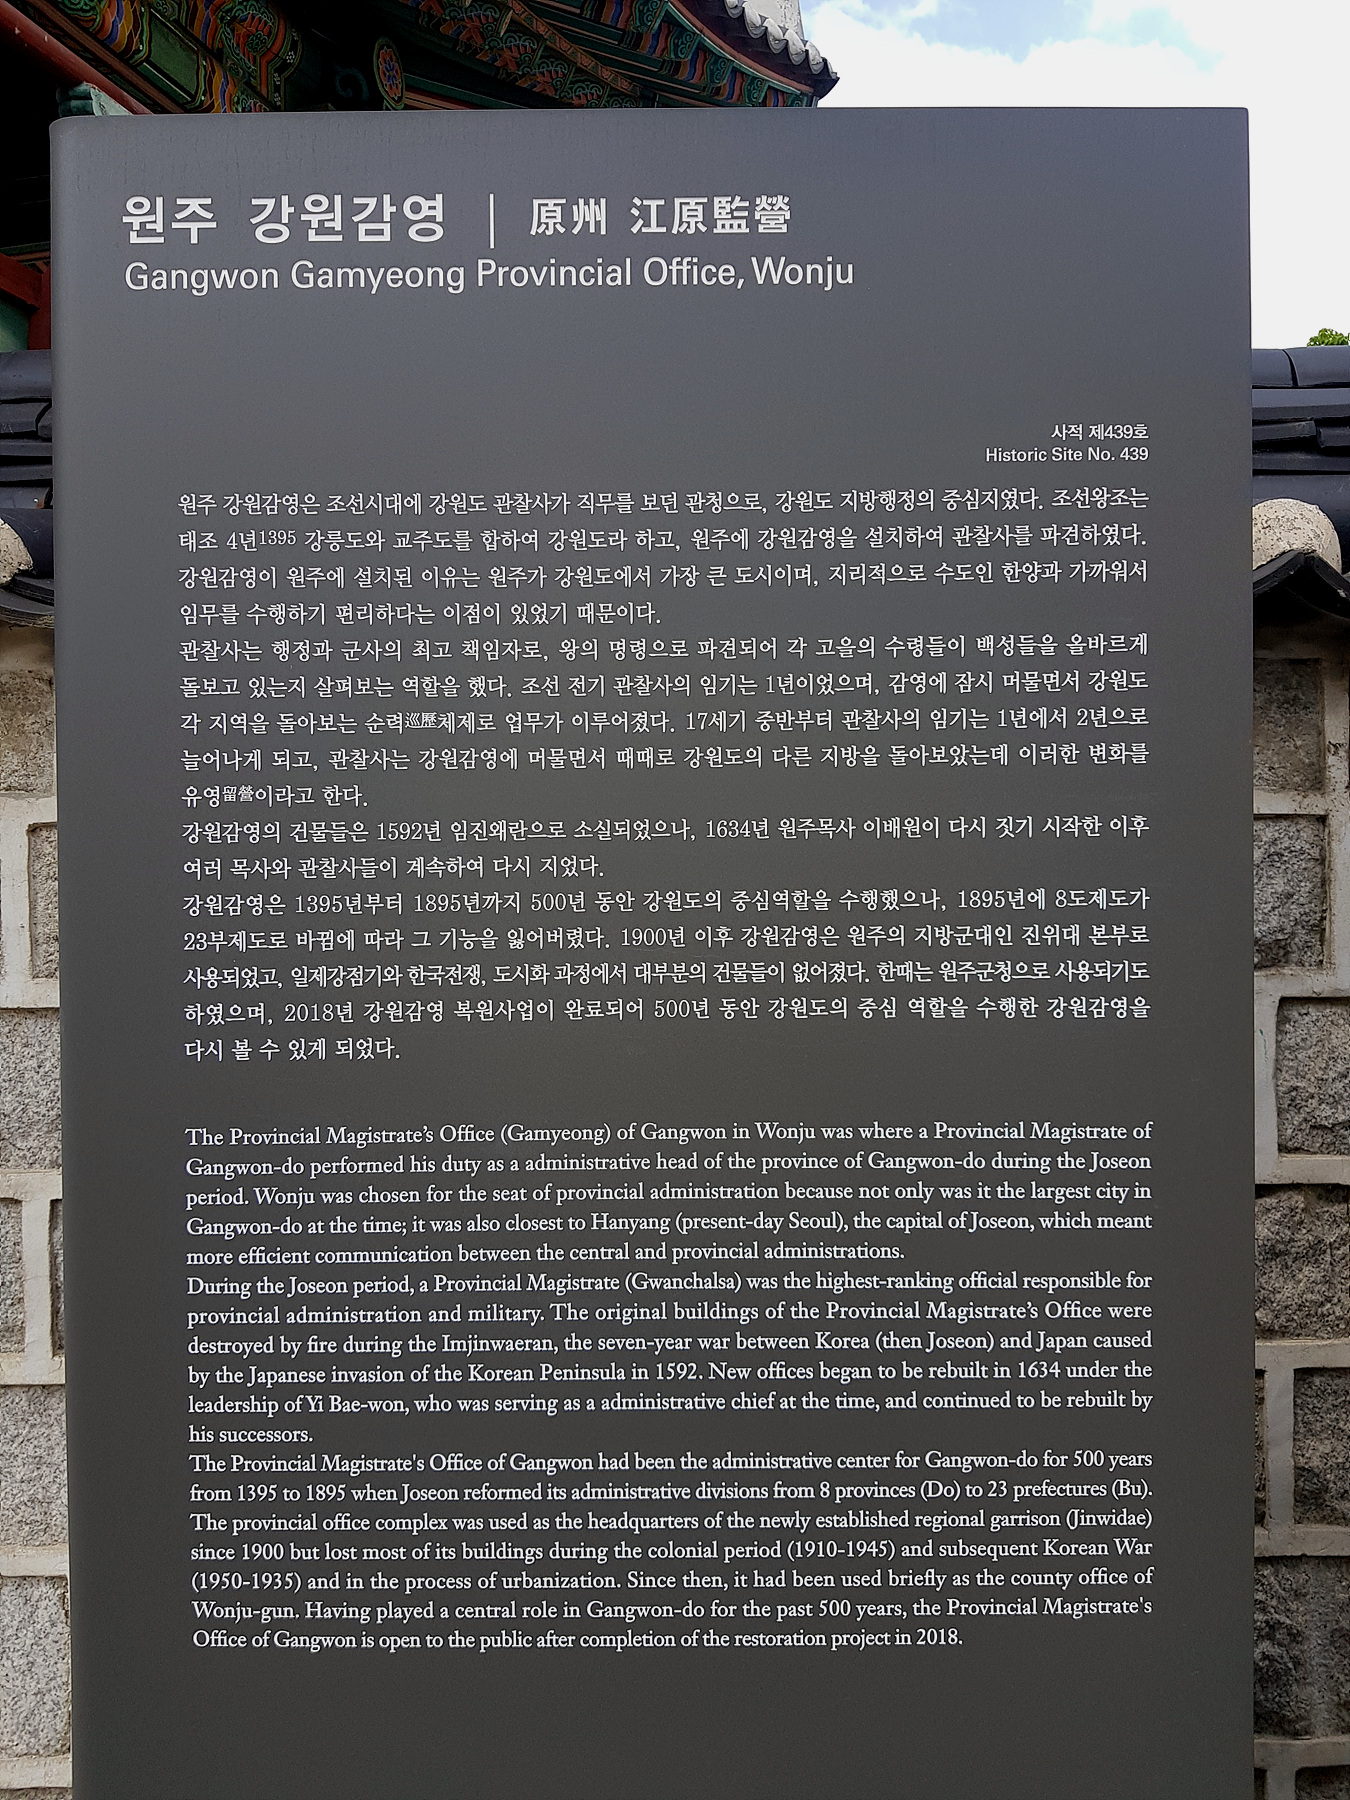 원주 강원감영 | 原州 江原監營
Gangwon Gamyeong Provincial Office, Wonju
사적 제439호
Historic Site No. 439
원주 강원감영은 조선시대에 강원도 관찰사가 직무를 보던 관청으로, 강원도 지방행정의 중심지였다. 조선왕조는
태조 4년1395 강릉도와 교주도를 합하여 강원도라 하고, 원주에 강원감영을 설치하여 관찰사를 파견하였다.
강원감영이 원주에 설치된 이유는 원주가 강원도에서 가장 큰 도시이며, 지리적으로 수도인 한양과 가까워서
임무를 수행하기 편리하다는 이점이 있었기 때문이다.
관찰사는 행정과 군사의 최고 책임자로, 왕의 명령으로 파견되어 각 고을의 수령들이 백성들을 올바르게
돌보고 있는지 살펴보는 역할을 했다. 조선 전기 관찰사의 임기는 1년이었으며, 감영에 잠시 머물면서 강원도
각 지역을 돌아보는 순력巡歷체제로 업무가 이루어졌다. 17세기 중반부터 관찰사의 임기는 1년에서 2년으로
늘어나게 되고, 관찰사는 강원감영에 머물면서 때때로 강원도의 다른 지방을 돌아보았는데 이러한 변화를
유영留營이라고 한다.
강원감영의 건물들은 1592년 임진왜란으로 소실되었으나, 1634년 원주목사 이배원이 다시 짓기 시작한 이후
여러 목사와 관찰사들이 계속하여 다시 지었다.
강원감영은 1395년부터 1895년까지 500년 동안 강원도의 중심역할을 수행했으나, 1895년에 8도제도가
23부제도로 바뀜에 따라 그 기능을 잃어버렸다. 1900년 이후 강원감영은 원주의 지방군대인 진위대 본부로
사용되었고, 일제강점기와 한국전쟁, 도시화 과정에서 대부분의 건물들이 없어졌다. 한때는 원주군청으로 사용되기도
하였으며, 2018년 강원감영 복원사업이 완료되어 500년 동안 강원도의 중심 역할을 수행한 강원감영을
다시 볼 수 있게 되었다.
The Provincial Magistrate's Office (Gamyeong) of Gangwon in Wonju was where a Provincial Magistrate of
Gangwon-do performed his duty as a administrative head of the province of Gangwon-do during the Joseon
period. Wonju was chosen for the seat of provincial administration because not only was it the largest city in
Gangwon-do at the time; it was also closest to Hanyang (present-day Seoul), the capital of Joseon, which meant
more efficient communication between the central and provincial administrations.
During the Joseon period, a Provincial Magistrate (Gwanchalsa) was the highest-ranking official responsible for
provincial administration and military. The original buildings of the Provincial Magistrate's Office were
destroyed by fire during the Imjinwaeran, the seven-year war between Korea (then Joseon) and Japan caused
by the Japanese invasion of the Korean Peninsula in 1592. New offices began to be rebuilt in 1634 under the
leadership of Yi Bae-won, who was serving as a administrative chief at the time, and continued to be rebuilt by
his successors.
The Provincial Magistrate's Office of Gangwon had been the administrative center for Gangwon-do for 500 years
from 1395 to 1895 when Joseon reformed its administrative divisions from 8 provinces (Do) to 23 prefectures (Bu).
The provincial office complex was used as the headquarters of the newly established regional garrison (Jinwidae)
since 1900 but lost most of its buildings during the colonial period (1910-1945) and subsequent Korean War
(1950-1935) and in the process of urbanization. Since then, it had been used briefly as the county office of
Wonju-gun. Having played a central role in Gangwon-do for the past 500 years, the Provincial Magistrate's
Office of Gangwon is open to the public after completion of the restoration project in 2018.